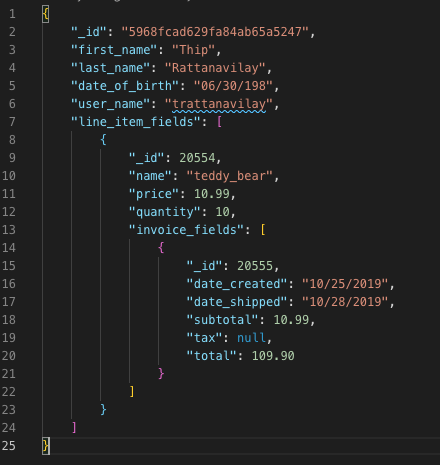 1 {
2 "_id": "5968fcad629fa84ab65a5247",
3 "first_name": "Thip",
4 "last_name": "Rattanavilay",
5 "date_of_birth": "06/30/198",
6 "user_name": "trattanavilay",
7 "line_item_fields": [
8 {
9 "_id": 20554,
10 "name": "teddy_bear",
11 "price": 10.99,
12 "quantity": 10,
13 "invoice_fields": [
14 {
15 "_id": 20555,
16 "date_created": "10/25/2019",
17 "date_shipped": "10/28/2019",
18 "subtotal": 10.99,
19 "tax": null,
20 "total": 109.90
21 }
22 ]
23 }
24 ]
25 }